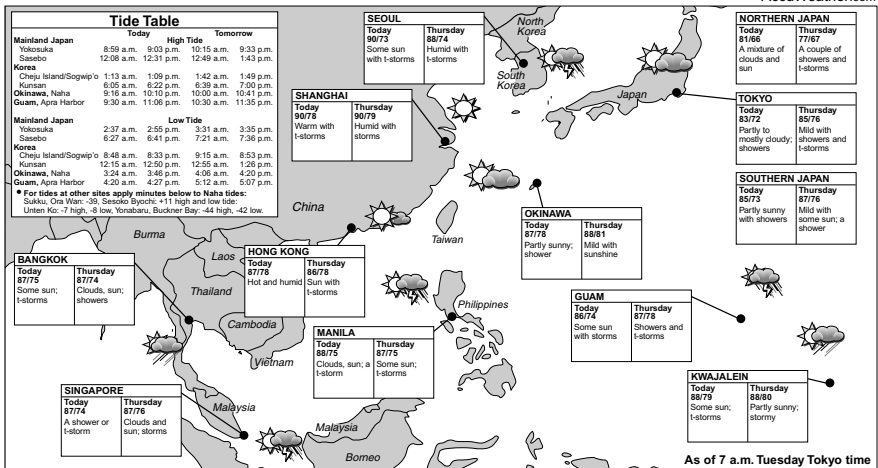 AccuWeather.com
Tide Table
Today Tomorrow
Mainland Japan High Tide
Yokosuka 8:59 a.m. 9:03 p.m. 10:15 a.m. 9:33 p.m.
Sasebo 12:08 a.m. 12:31 p.m. 12:49 a.m. 1:43 p.m.
Korea
Cheju Island/Sogwip'o 1:13 a.m. 1:09 p.m. 1:42 a.m. 1:49 p.m.
Kunsan 6:05 a.m. 6:22 p.m. 6:39 a.m. 7:00 p.m.
Okinawa, Naha 9:16 a.m. 10:10 p.m. 10:00 a.m. 10:41 p.m.
Guam, Apra Harbor 9:30 a.m. 11:06 p.m. 10:30 a.m. 11:35 p.m.
Mainland Japan Low Tide
Yokosuka 2:37 a.m. 2:55 p.m. 3:31 a.m. 3:35 p.m.
Sasebo 6:27 a.m. 6:41 p.m. 7:21 a.m. 7:36 p.m.
Korea
Cheju Island/Sogwip'o 8:48 a.m. 8:33 p.m. 9:15 a.m. 8:53 p.m.
Kunsan 12:15 a.m. 12:50 p.m. 12:55 a.m. 1:26 p.m.
Okinawa, Naha 3:24 a.m. 3:46 p.m. 4:06 a.m. 4:20 p.m.
Guam, Apra Harbor 4:20 a.m. 4:27 p.m. 5:12 a.m. 5:07 p.m.
• For tides at other sites apply minutes below to Naha tides:
Sukku, Ora Wan: -39, Sesoko Byochi: +11 high and low tide:
Unten Ko: -7 high, -8 low, Yonabaru, Buckner Bay: -44 high, -42 low.
SEOUL
Today Thursday
90/73 88/74
Some sun Humid with
with t-storms t-storms
North
Korea
South
Korea
Japan
NORTHERN JAPAN
Today Thursday
81/66 77/67
A mixture of A couple of
clouds and showers and
sun t-storms
SHANGHAI
Today Thursday
90/78 90/79
Warm with Humid with
t-storms storms
TOKYO
Today Thursday
83/72 85/76
Partly to Mild with
mostly cloudy; showers and
showers t-storms
SOUTHERN JAPAN
Today Thursday
85/73 87/76
Partly sunny Mild with
with showers some sun; a
shower
China
Taiwan
OKINAWA
Today Thursday
87/78 88/81
Partly sunny; Mild with
shower sunshine
Burma
Laos
Thailand
Cambodia
Vietnam
BANGKOK
Today Thursday
87/75 87/74
Some sun; Clouds, sun;
t-storms showers
HONG KONG
Today Thursday
87/78 86/78
Hot and humid Sun with
t-storms
Philippines
GUAM
Today Thursday
86/74 87/78
Some sun Showers and
with storms t-storms
MANILA
Today Thursday
88/75 87/75
Clouds, sun; a Some sun;
t-storm t-storms
KWAJALEIN
Today Thursday
88/79 88/80
Some sun; Partly sunny;
t-storms stormy
SINGAPORE
Today Thursday
87/74 87/76
A shower or Clouds and
t-storm sun; storms
Malaysia
Malaysia
Borneo
As of 7 a.m. Tuesday Tokyo time